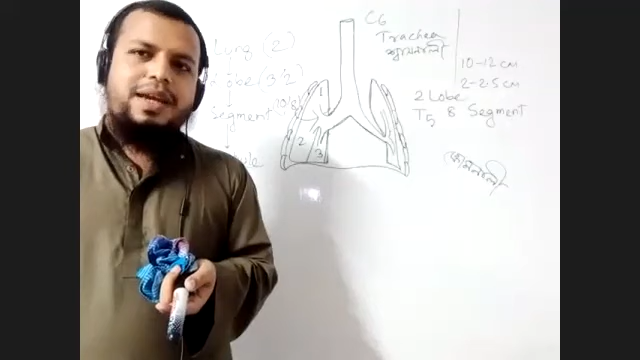 Lung (2)
Lobe (3/2)
Segment (10/8)
C6
Trachea
শ্বাসনালী
10-12 cm
2-2.5 cm
2 Lobe
T5 8 Segment
1
2
3